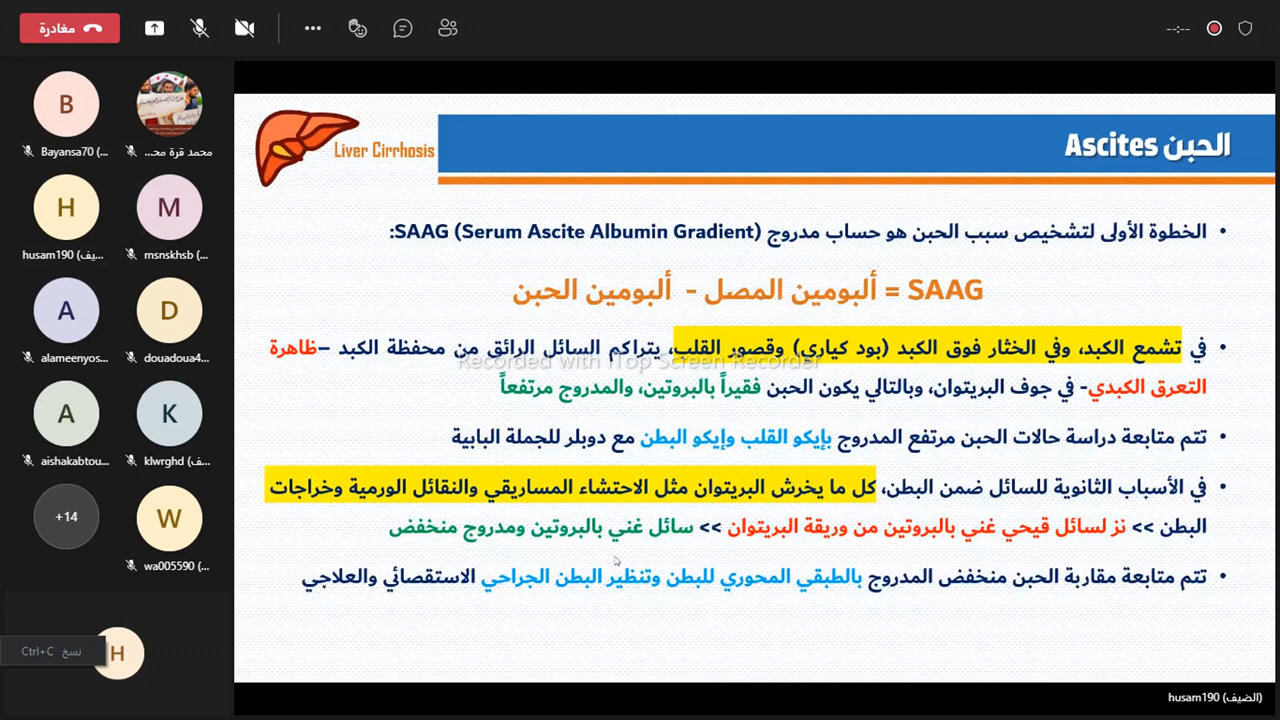 مغادرة
--:--
B
Bayansa70 (...
محمد قرة محـ...
H
M
husam190 (ـيف...
msnskhsb (...
A
D
alameenyos...
douadoua4...
A
K
aishakabtou...
klwrghd (ـف...
+14
W
wa005590 (...
نسخ Ctrl+C
H
Liver Cirrhosis
الحبن Ascites
• الخطوة الأولى لتشخيص سبب الحبن هو حساب مدروج SAAG (Serum Ascite Albumin Gradient):
SAAG = ألبومين المصل - ألبومين الحبن
• في تشمع الكبد، وفي الخثار فوق الكبد (بود كياري) وقصور القلب، يتراكم السائل الرائق من محفظة الكبد –ظاهرة
التعرق الكبدي- في جوف البريتوان، وبالتالي يكون الحبن فقيراً بالبروتين، والمدروج مرتفعاً
Recorded with iTop Screen Recorder
• تتم متابعة دراسة حالات الحبن مرتفع المدروج بإيكو القلب وإيكو البطن مع دوبلر للجملة البابية
• في الأسباب الثانوية للسائل ضمن البطن، كل ما يخرش البريتوان مثل الاحتشاء المساريقي والنقائل الورمية وخراجات
البطن >> نز لسائل قيحي غني بالبروتين من وريقة البريتوان >> سائل غني بالبروتين ومدروج منخفض
• تتم متابعة مقاربة الحبن منخفض المدروج بالطبقي المحوري للبطن وتنظير البطن الجراحي الاستقصائي والعلاجي
husam190 (الضيف)